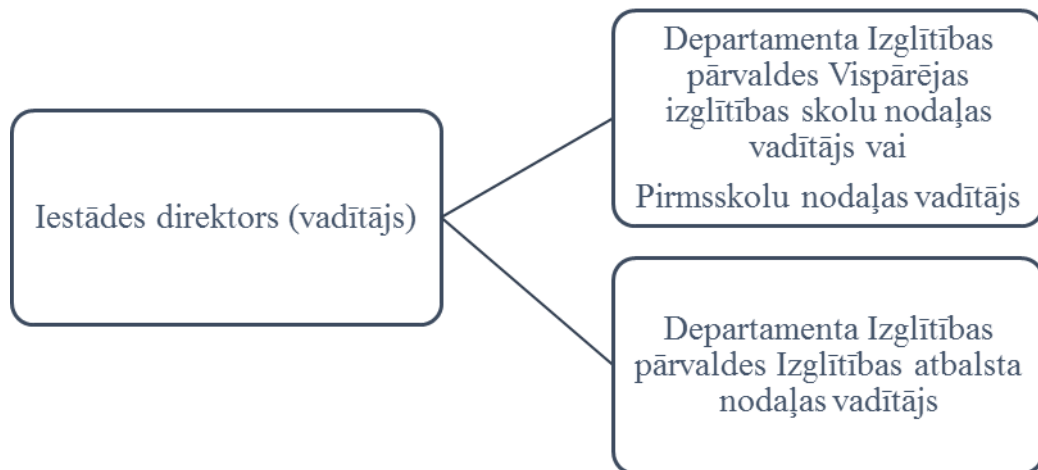 Iestādes direktors (vadītājs)
Departamenta Izglītības
pārvaldes Vispārējas
izglītības skolu nodaļas
vadītājs vai
Pirmsskolu nodaļas vadītājs
Departamenta Izglītības
pārvaldes Izglītības atbalsta
nodaļas vadītājs